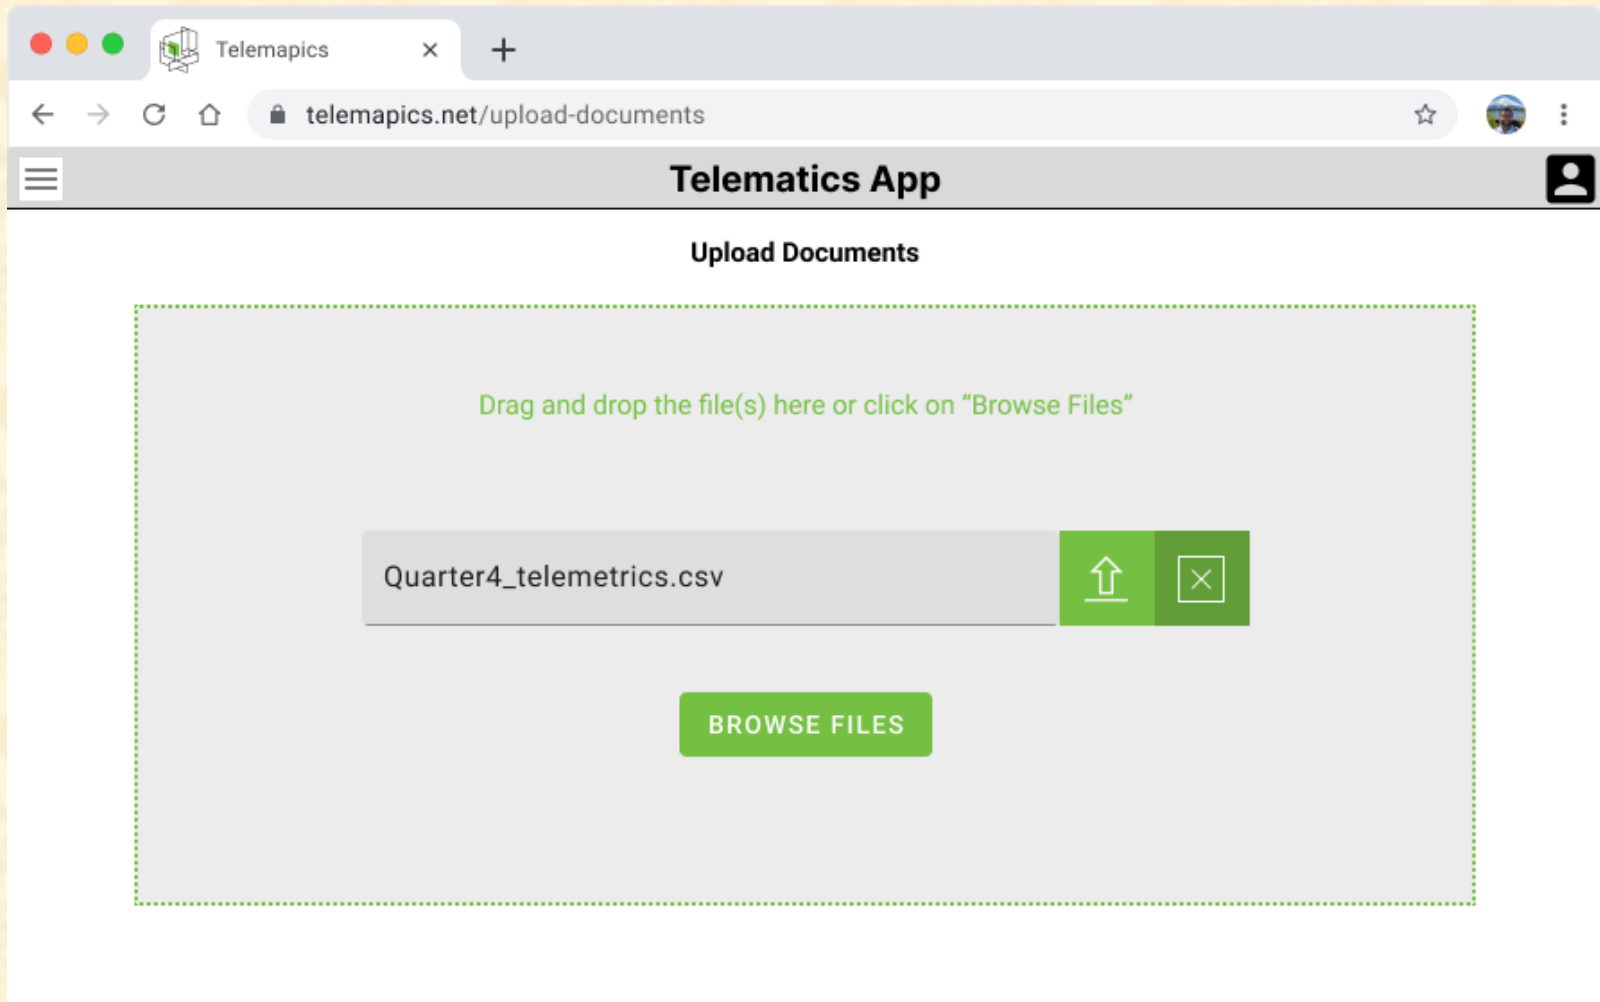 Telemapics
telemapics.net/upload-documents
Telematics App
Upload Documents
Drag and drop the file(s) here or click on “Browse Files”
Quarter4_telemetrics.csv
BROWSE FILES